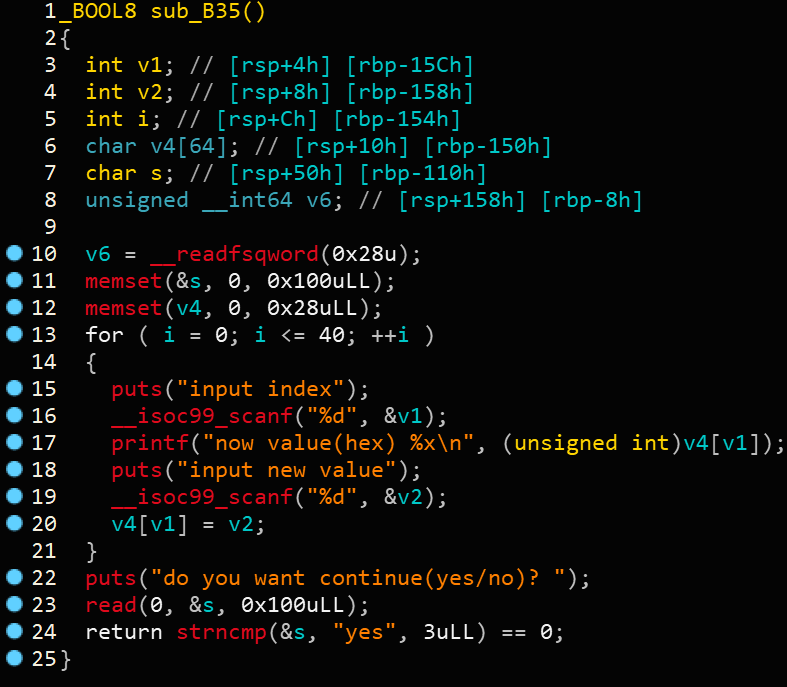 1 _BOOL8 sub_B35()
2 {
3 int v1; // [rsp+4h] [rbp-15Ch]
4 int v2; // [rsp+8h] [rbp-158h]
5 int i; // [rsp+Ch] [rbp-154h]
6 char v4[64]; // [rsp+10h] [rbp-150h]
7 char s; // [rsp+50h] [rbp-110h]
8 unsigned __int64 v6; // [rsp+158h] [rbp-8h]
9
10 v6 = __readfsqword(0x28u);
11 memset(&s, 0, 0x100uLL);
12 memset(v4, 0, 0x28uLL);
13 for ( i = 0; i <= 40; ++i )
14 {
15 puts("input index");
16 __isoc99_scanf("%d", &v1);
17 printf("now value(hex) %x\n", (unsigned int)v4[v1]);
18 puts("input new value");
19 __isoc99_scanf("%d", &v2);
20 v4[v1] = v2;
21 }
22 puts("do you want continue(yes/no)? ");
23 read(0, &s, 0x100uLL);
24 return strncmp(&s, "yes", 3uLL) == 0;
25 }